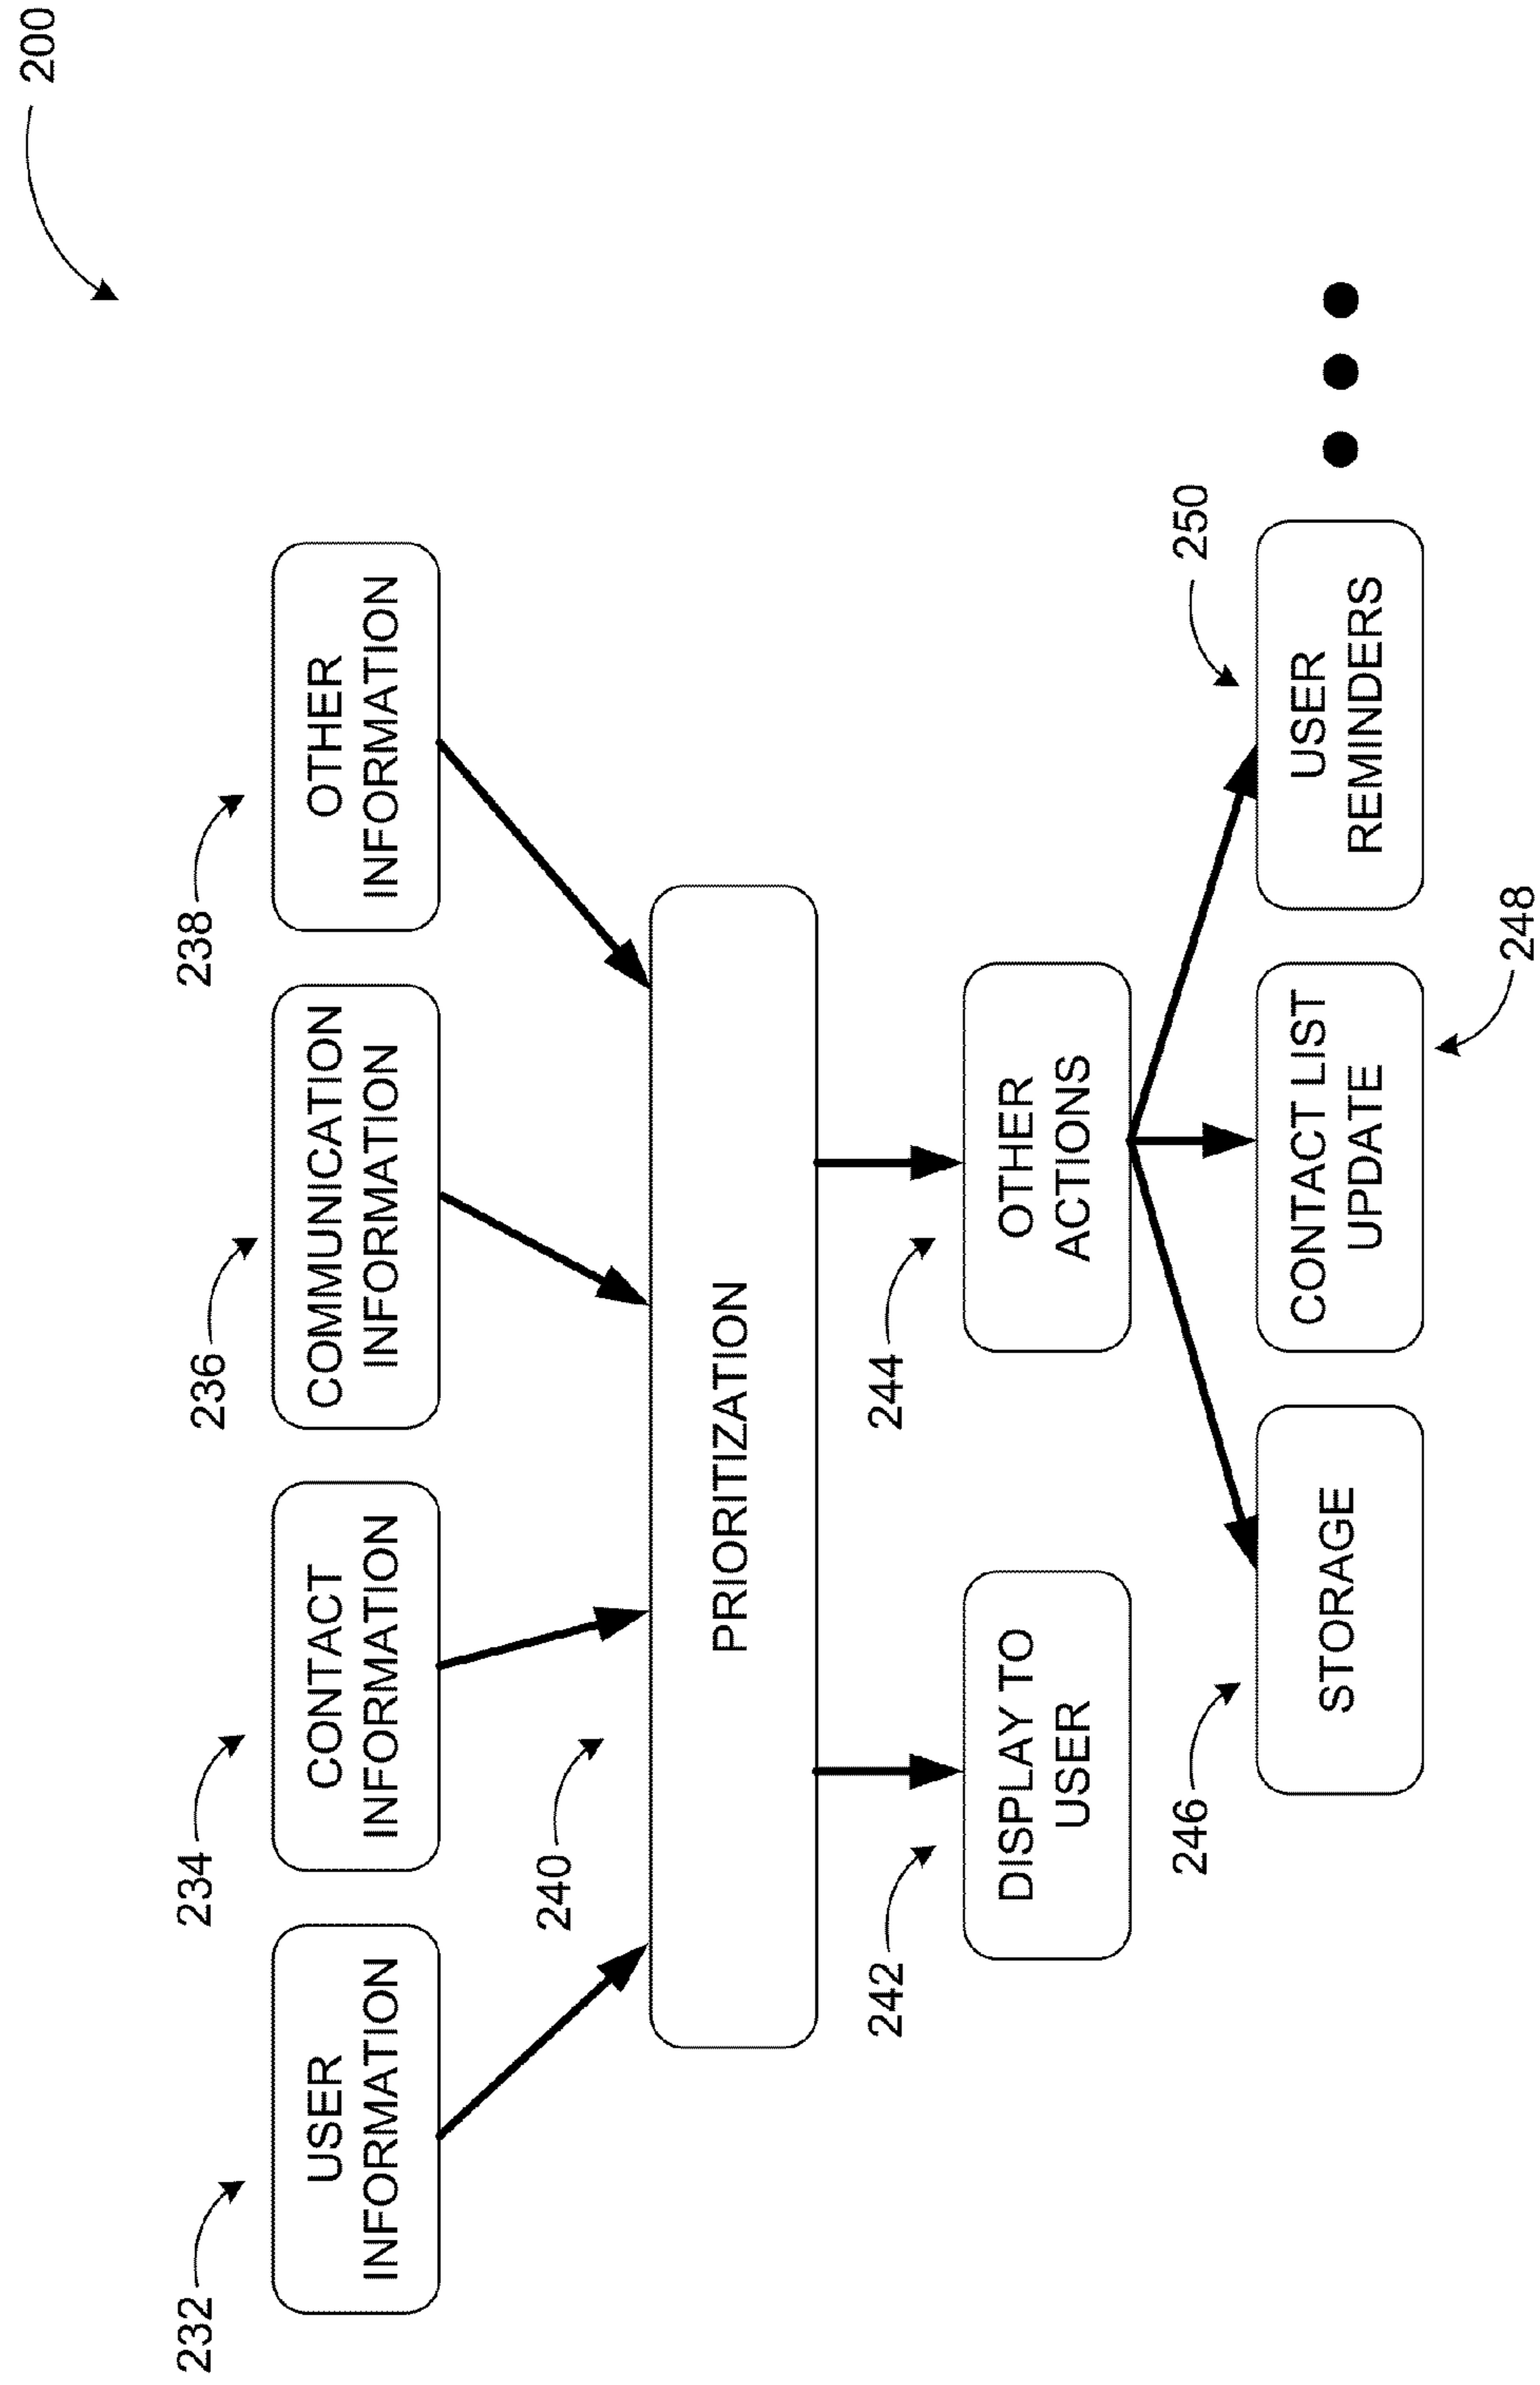 200
232
USER
INFORMATION
234
CONTACT
INFORMATION
236
COMMUNICATION
INFORMATION
238
OTHER
INFORMATION
240
PRIORITIZATION
242
DISPLAY TO
USER
244
OTHER
ACTIONS
246
STORAGE
CONTACT LIST
UPDATE
248
250
USER
REMINDERS